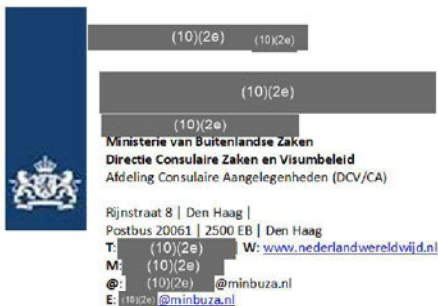 (10)(2e) (10)(2e)
(10)(2e)
(10)(2e)
Ministerie van Buitenlandse Zaken
Directie Consulaire Zaken en Visumbeleid
Afdeling Consulaire Aangelegenheden (DCV/CA)
Rijnstraat 8 | Den Haag |
Postbus 20061 | 2500 EB | Den Haag
T: (10)(2e) | W: www.nederlandwereldwijd.nl
M: (10)(2e)
@: (10)(2e) @minbuza.nl
E: (10)(2e) @minbuza.nl